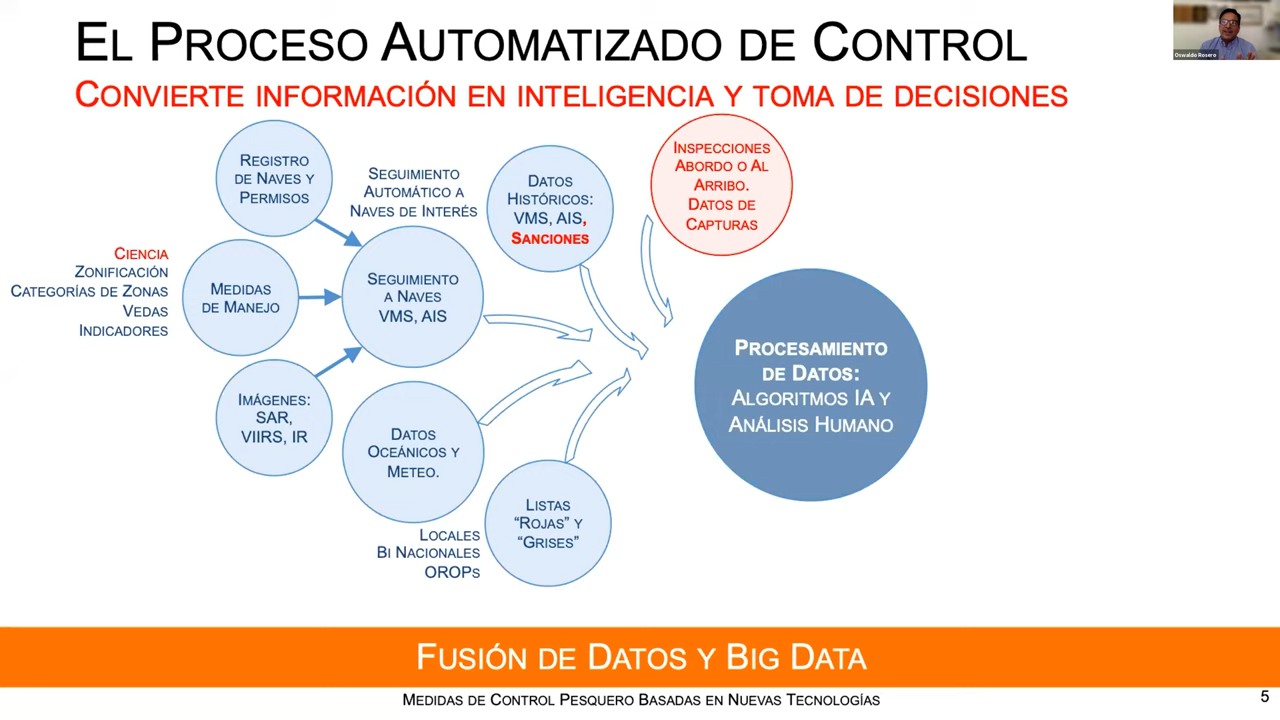 El Proceso Automatizado de Control
Convierte información en inteligencia y toma de decisiones
Oswaldo Rosero
Registro
de Naves y
Permisos
Seguimiento
Automático a
Naves de Interés
Datos
Históricos:
VMS, AIS,
Sanciones
Inspecciones
Abordo o Al
Arribo.
Datos de
Capturas
Ciencia
Zonificación
Categorías de Zonas
Vedas
Indicadores
Medidas
de Manejo
Seguimiento
a Naves
VMS, AIS
Imágenes:
SAR,
VIIRS, IR
Datos
Oceánicos y
Meteo.
Locales
Bi Nacionales
OROPs
Listas
“Rojas” y
“Grises”
Procesamiento
de Datos:
Algoritmos IA y
Análisis Humano
Fusión de Datos y Big Data
Medidas de Control Pesquero Basadas en Nuevas Tecnologías
5